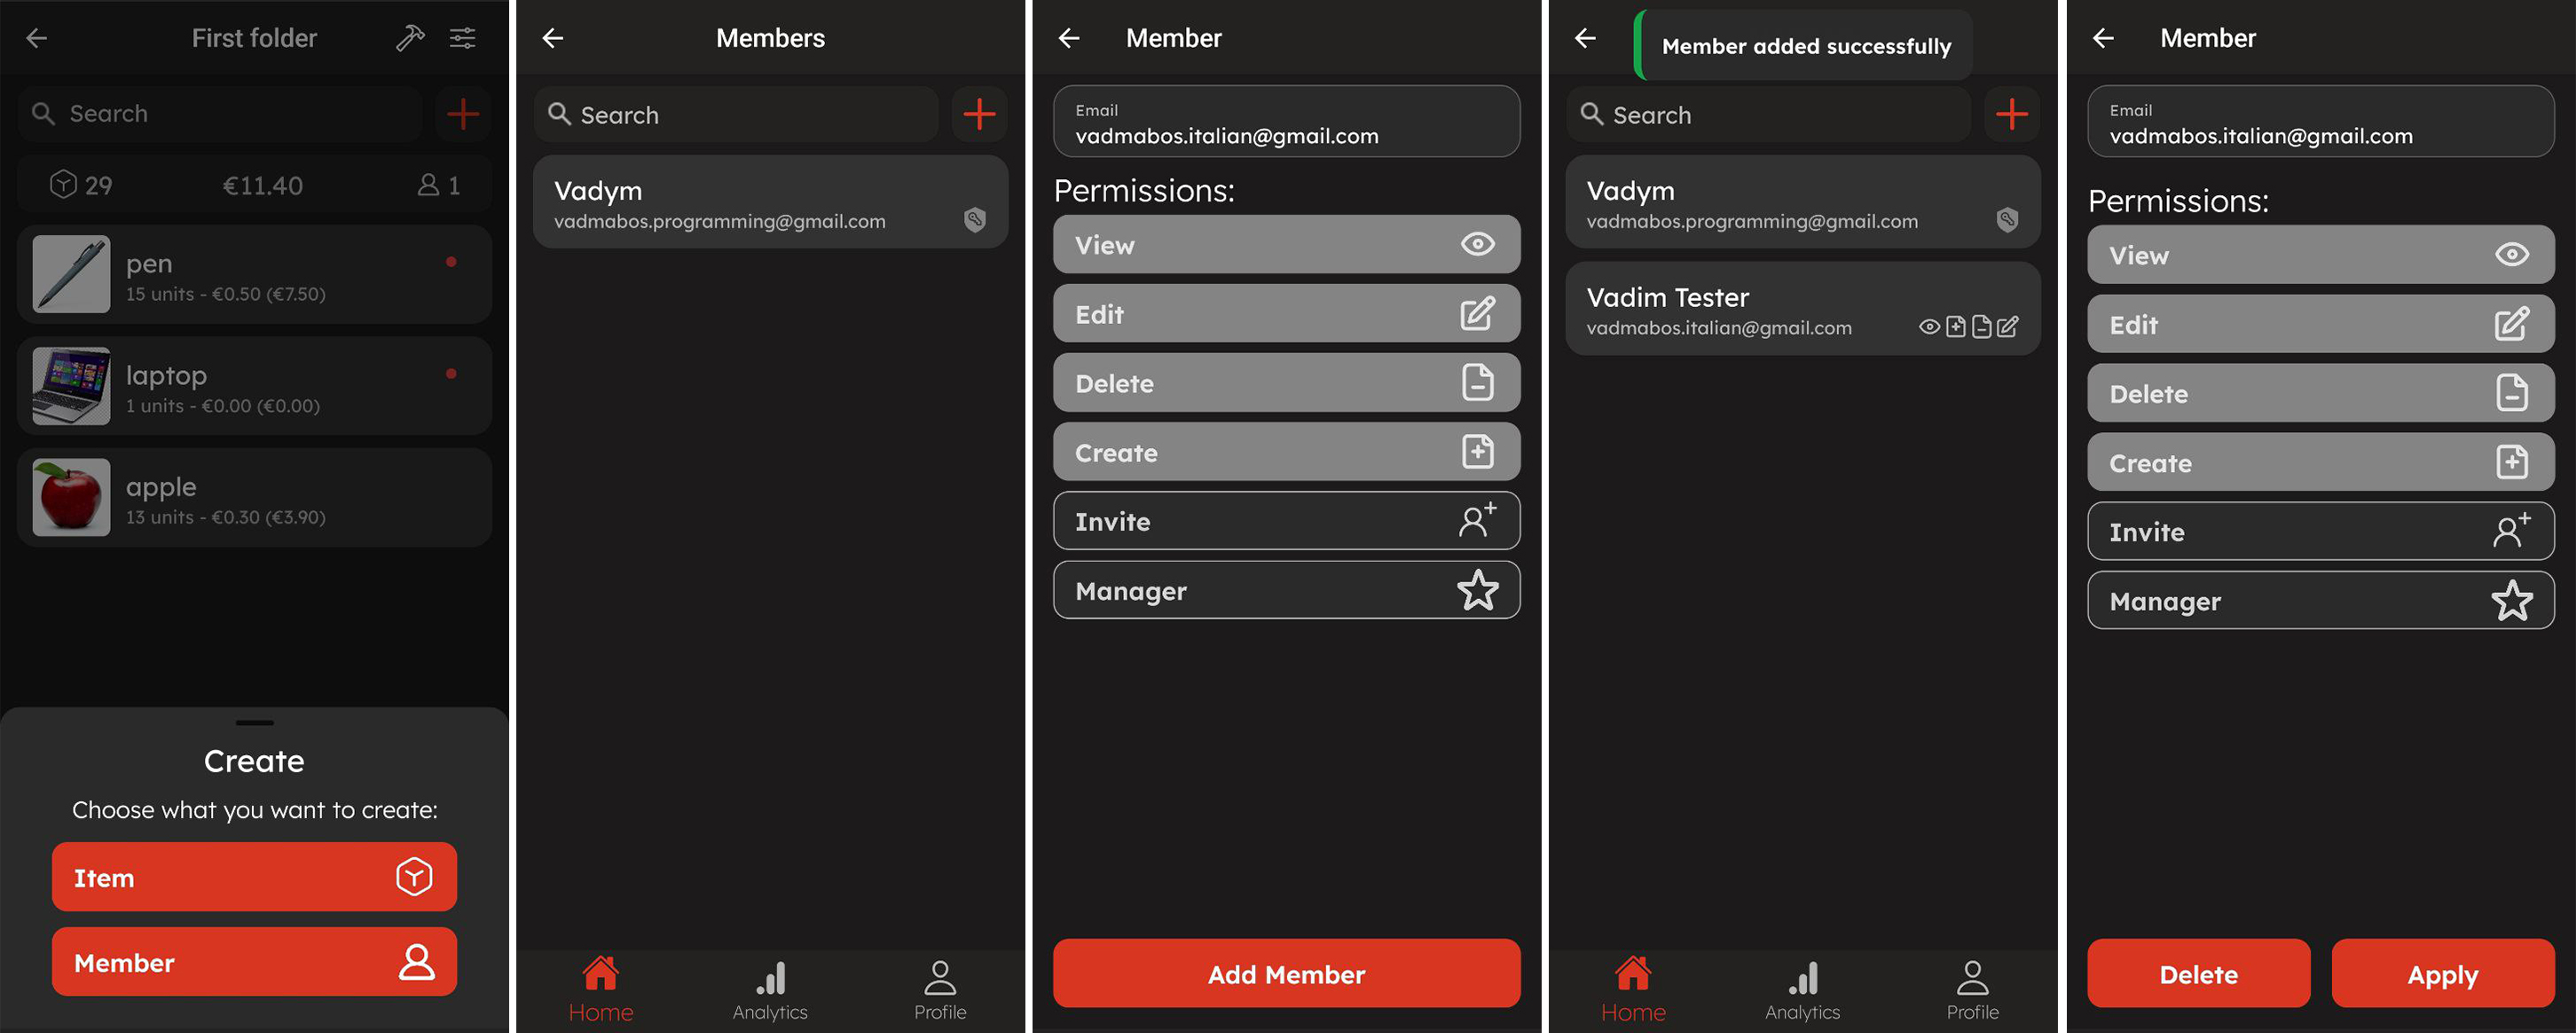 First folder
Search
29 €11.40 1
pen
15 units - €0.50 (€7.50)
laptop
1 units - €0.00 (€0.00)
apple
13 units - €0.30 (€3.90)
Create
Choose what you want to create:
Item
Member
Members
Search
Vadym
vadmabos.programming@gmail.com
Home Analytics Profile
Member
Email
vadmabos.italian@gmail.com
Permissions:
View
Edit
Delete
Create
Invite
Manager
Add Member
Member added successfully
Search
Vadym
vadmabos.programming@gmail.com
Vadim Tester
vadmabos.italian@gmail.com
Home Analytics Profile
Member
Email
vadmabos.italian@gmail.com
Permissions:
View
Edit
Delete
Create
Invite
Manager
Delete Apply